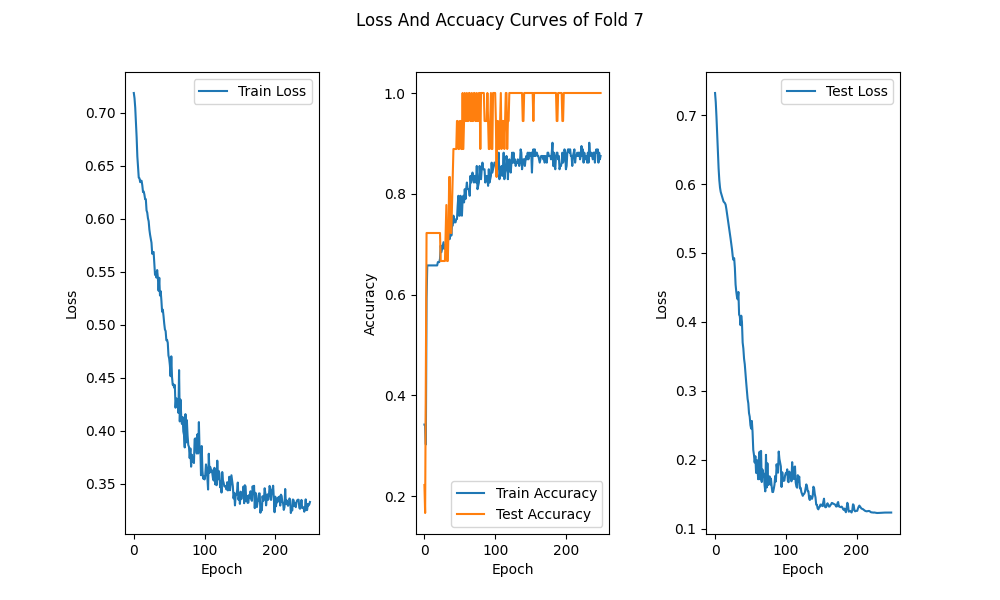 Loss And Accuacy Curves of Fold 7
Train Loss
0.70
0.65
0.60
0.55
0.50
0.45
0.40
0.35
Loss
0
100
200
Epoch
Train Accuracy
Test Accuracy
1.0
0.8
0.6
0.4
0.2
Accuracy
0
100
200
Epoch
Test Loss
0.7
0.6
0.5
0.4
0.3
0.2
0.1
Loss
0
100
200
Epoch